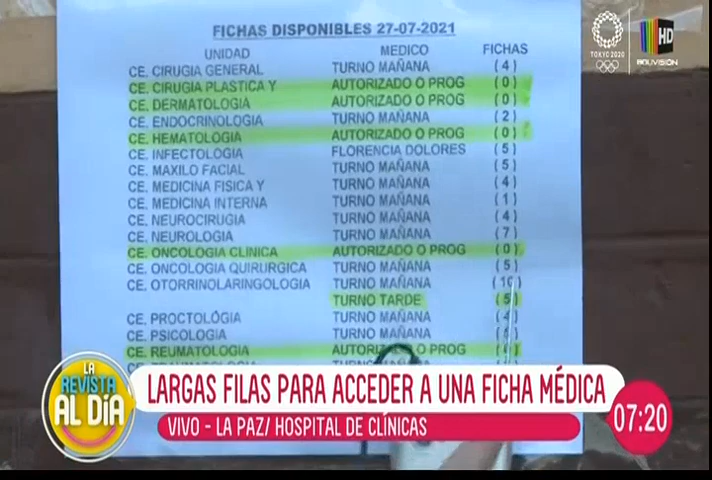 FICHAS DISPONIBLES 27-07-2021
UNIDAD MEDICO FICHAS
CE. CIRUGIA GENERAL TURNO MAÑANA (4)
CE. CIRUGIA PLASTICA Y AUTORIZADO O PROG (0)
CE. DERMATOLOGIA AUTORIZADO O PROG (0)
CE. ENDOCRINOLOGIA TURNO MAÑANA (2)
CE. HEMATOLOGIA AUTORIZADO O PROG (0)
CE. INFECTOLOGIA FLORENCIA DOLORES (5)
CE. MAXILO FACIAL TURNO MAÑANA (5)
CE. MEDICINA FISICA Y TURNO MAÑANA (4)
CE. MEDICINA INTERNA TURNO MAÑANA (1)
CE. NEUROCIRUGIA TURNO MAÑANA (4)
CE. NEUROLOGIA TURNO MAÑANA (7)
CE. ONCOLOGIA CLINICA AUTORIZADO O PROG (0)
CE. ONCOLOGIA QUIRURGICA TURNO MAÑANA (5)
CE. OTORRINOLARINGOLOGIA TURNO MAÑANA
TURNO TARDE (5)
CE. PROCTOLÓGIA TURNO MAÑANA
CE. PSICOLOGIA TURNO MAÑANA
CE. REUMATOLOGIA AUTORIZADO O PROG
TOKYO 2020
HD
BOLIVISION
LA REVISTA AL DÍA
LARGAS FILAS PARA ACCEDER A UNA FICHA MÉDICA
VIVO - LA PAZ/ HOSPITAL DE CLÍNICAS
07:20